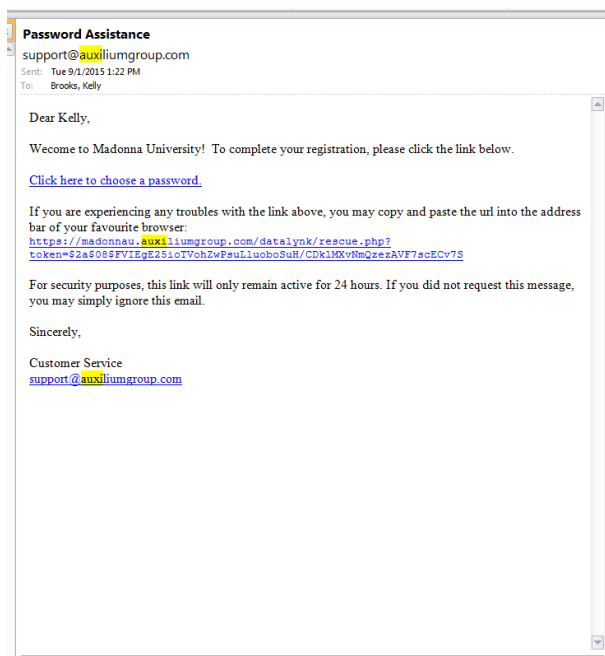 Password Assistance
support@auxiliumgroup.com
Sent: Tue 9/1/2015 1:22 PM
To: Brooks, Kelly
Dear Kelly,
Wecome to Madonna University! To complete your registration, please click the link below.
Click here to choose a password.
If you are experiencing any troubles with the link above, you may copy and paste the url into the address
bar of your favourite browser:
https://madonnau.auxiliumgroup.com/datalynk/rescue.php?
token=$2a$08$FVIEgE25ioTVohZwPsuLluoboSuH/CDklMXvNmQzezAVF7scECv7S
For security purposes, this link will only remain active for 24 hours. If you did not request this message,
you may simply ignore this email.
Sincerely,
Customer Service
support@auxiliumgroup.com